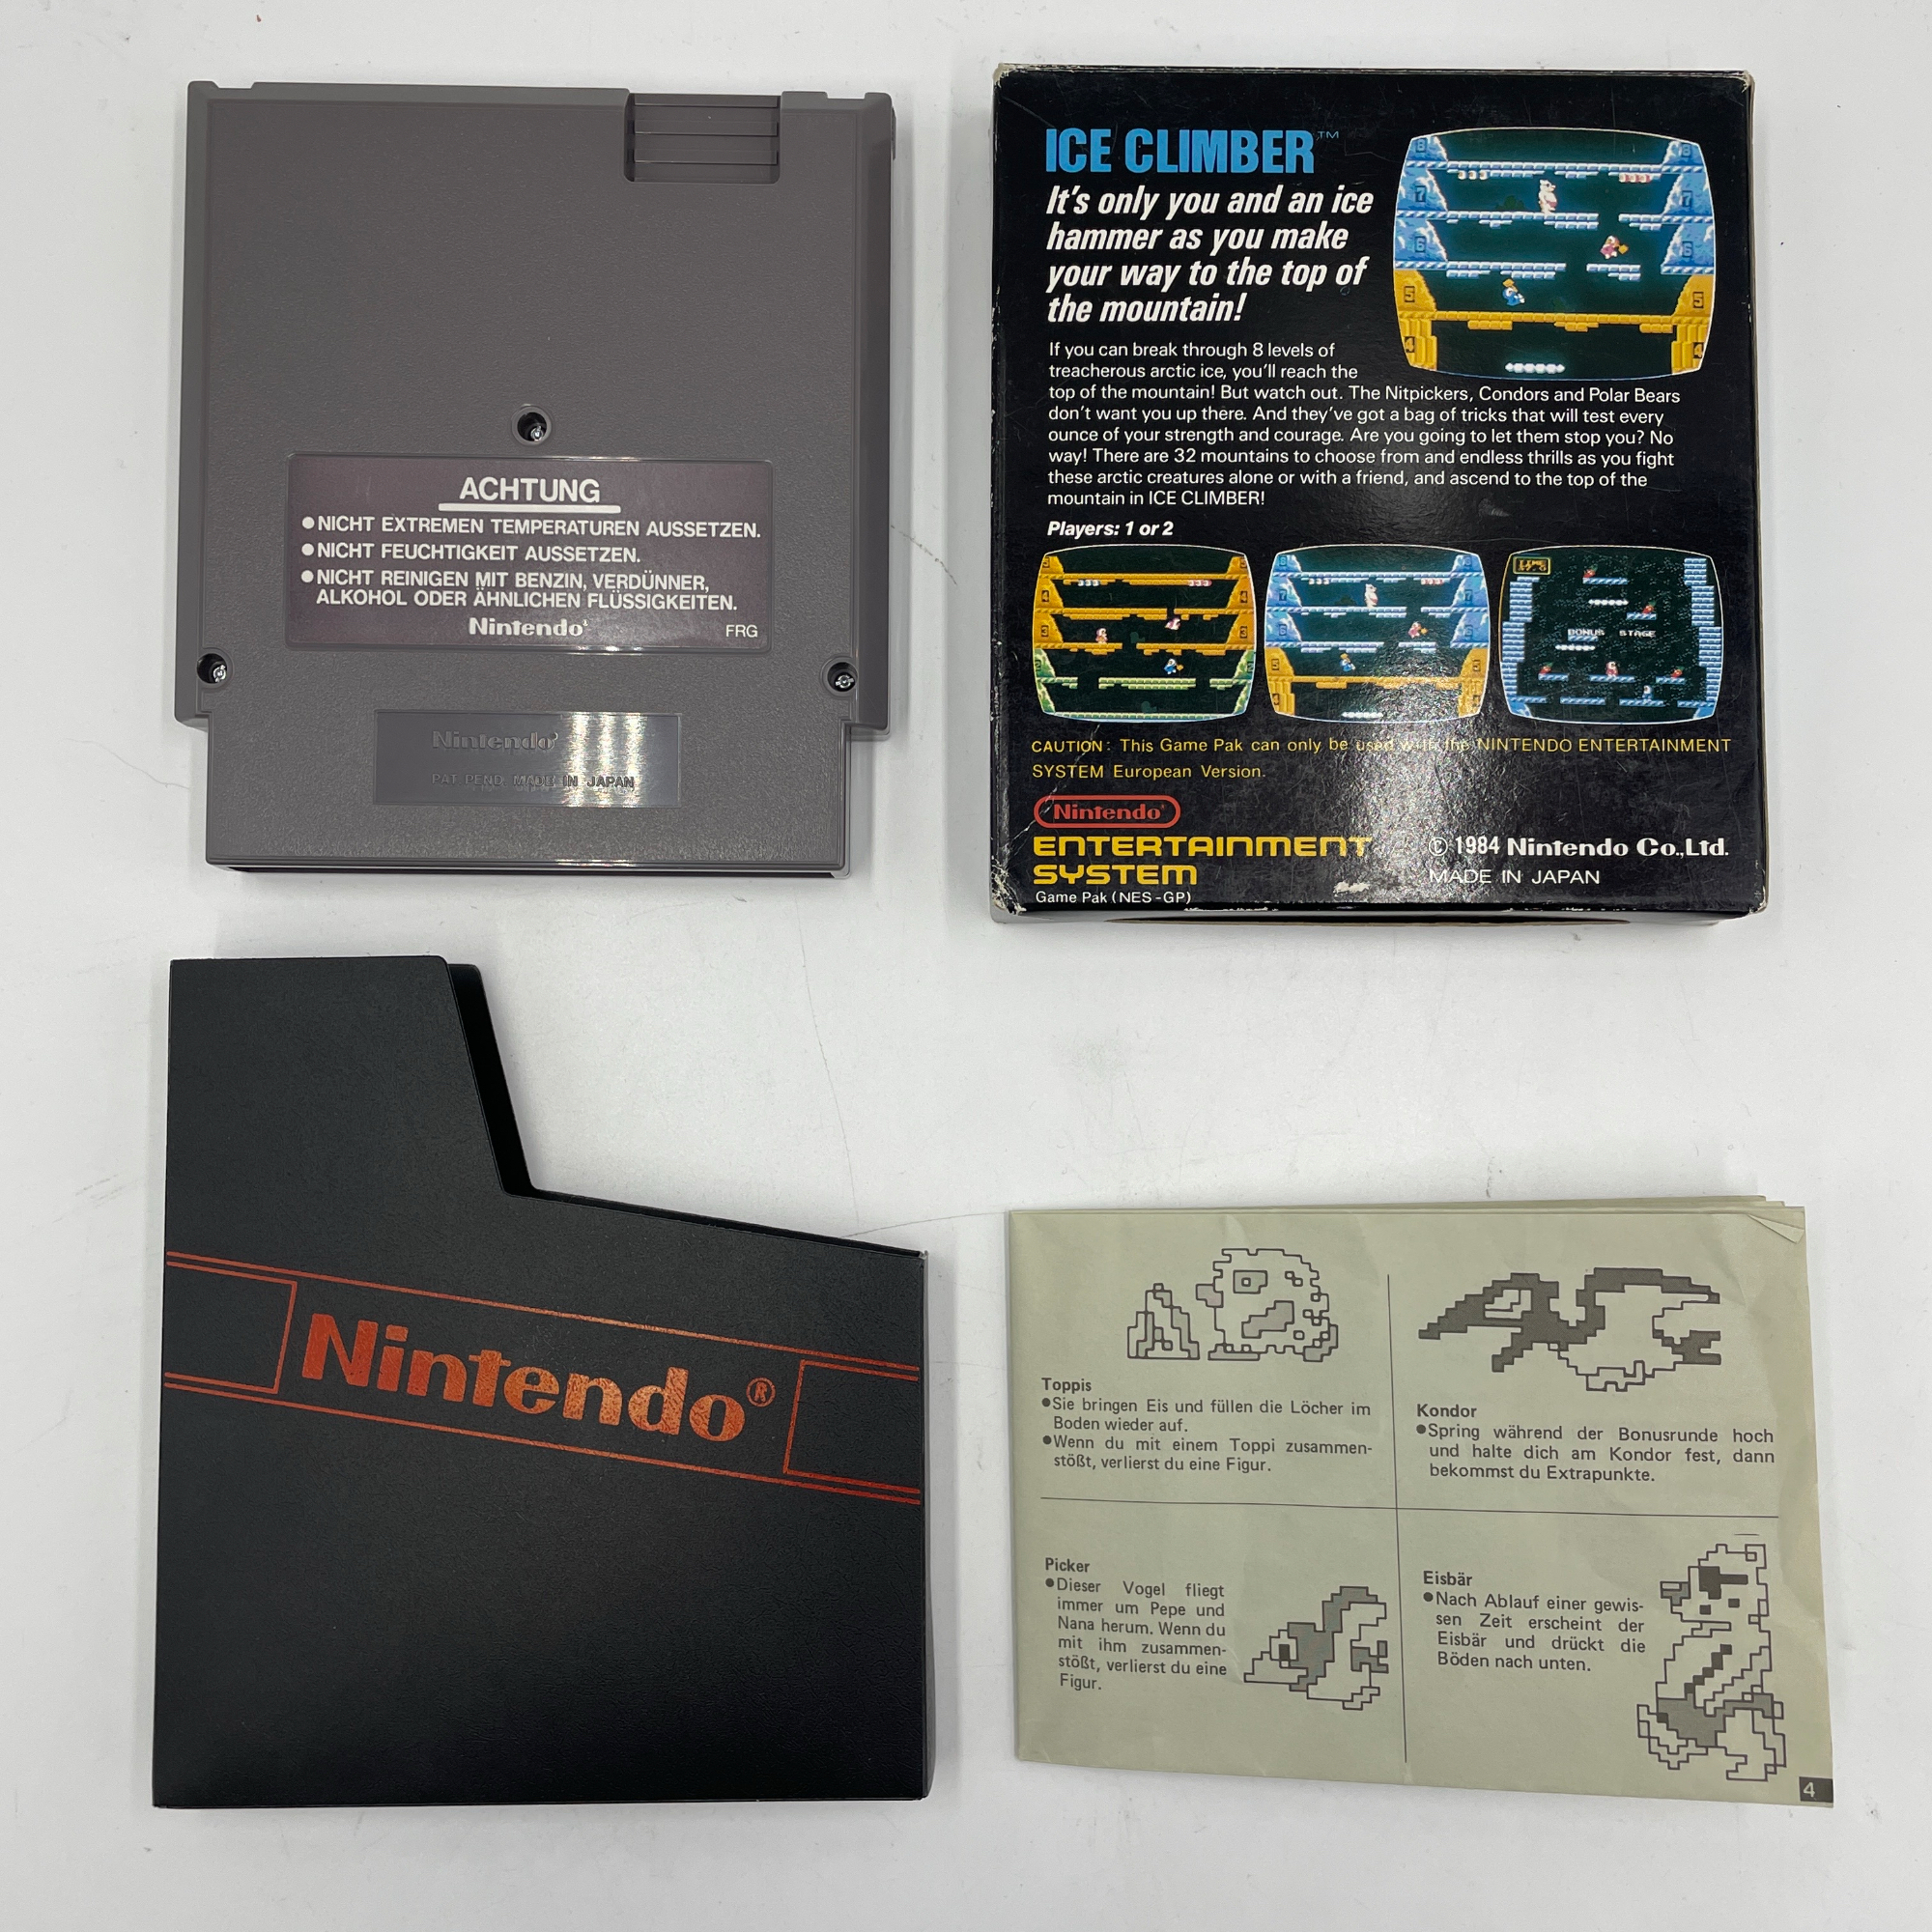 ACHTUNG
●NICHT EXTREMEN TEMPERATUREN AUSSETZEN.
●NICHT FEUCHTIGKEIT AUSSETZEN.
●NICHT REINIGEN MIT BENZIN, VERDÜNNER,
ALKOHOL ODER ÄHNLICHEN FLÜSSIGKEITEN.
Nintendo
FRG
Nintendo
PAT PEND MADE IN JAPAN
ICE CLIMBER™
It's only you and an ice
hammer as you make
your way to the top of
the mountain!
If you can break through 8 levels of
treacherous arctic ice, you'll reach the
top of the mountain! But watch out. The Nitpickers, Condors and Polar Bears
don't want you up there. And they've got a bag of tricks that will test every
ounce of your strength and courage. Are you going to let them stop you? No
way! There are 32 mountains to choose from and endless thrills as you fight
these arctic creatures alone or with a friend, and ascend to the top of the
mountain in ICE CLIMBER!
Players: 1 or 2
BONUS STAGE
CAUTION: This Game Pak can only be used with the NINTENDO ENTERTAINMENT
SYSTEM European Version.
Nintendo
ENTERTAINMENT
SYSTEM
Game Pak (NES-GP)
© 1984 Nintendo Co.,Ltd.
MADE IN JAPAN
Nintendo®
Toppis
●Sie bringen Eis und füllen die Löcher im
Boden wieder auf.
●Wenn du mit einem Toppi zusammen-
stößt, verlierst du eine Figur.
Kondor
●Spring während der Bonusrunde hoch
und halte dich am Kondor fest, dann
bekommst du Extrapunkte.
Picker
●Dieser Vogel fliegt
immer um Pepe und
Nana herum. Wenn du
mit ihm zusammen-
stößt, verlierst du eine
Figur.
Eisbär
●Nach Ablauf einer gewis-
sen Zeit erscheint der
Eisbär und drückt die
Böden nach unten.
4